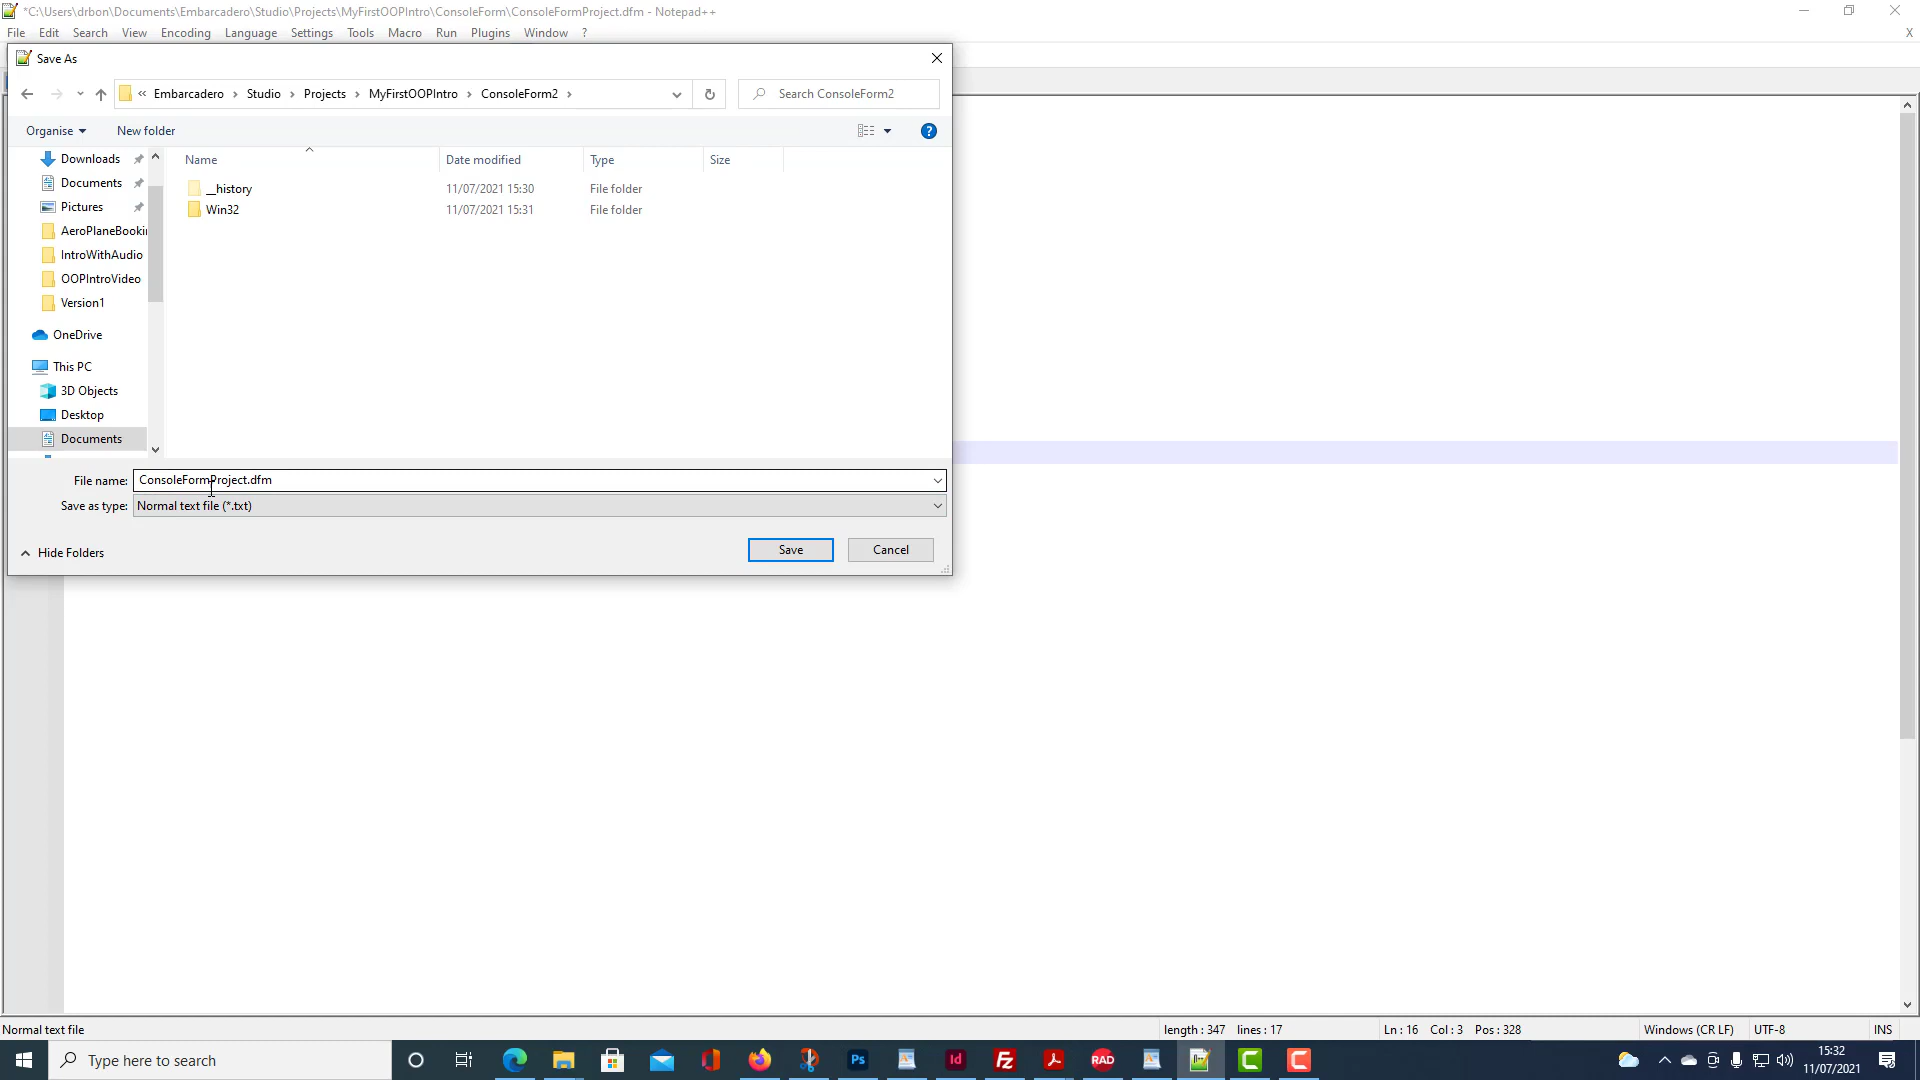 *C:\Users\drbon\Documents\Embarcadero\Studio\Projects\MyFirstOOPIntro\ConsoleForm\ConsoleFormProject.dfm - Notepad++
File Edit Search View Encoding Language Settings Tools Macro Run Plugins Window ? X
Save As
« Embarcadero › Studio › Projects › MyFirstOOPIntro › ConsoleForm2 › Search ConsoleForm2
Organise New folder ?
Name Date modified Type Size
Downloads
Documents
Pictures
AeroPlaneBooki
IntroWithAudio
OOPIntroVideo
Version1
OneDrive
This PC
3D Objects
Desktop
Documents
__history 11/07/2021 15:30 File folder
Win32 11/07/2021 15:31 File folder
File name: ConsoleFormProject.dfm
Save as type: Normal text file (*.txt)
Hide Folders Save Cancel
Normal text file length : 347 lines : 17 Ln : 16 Col : 3 Pos : 328 Windows (CR LF) UTF-8 INS
Type here to search Ps Id Fz RAD C C
15:32
11/07/2021